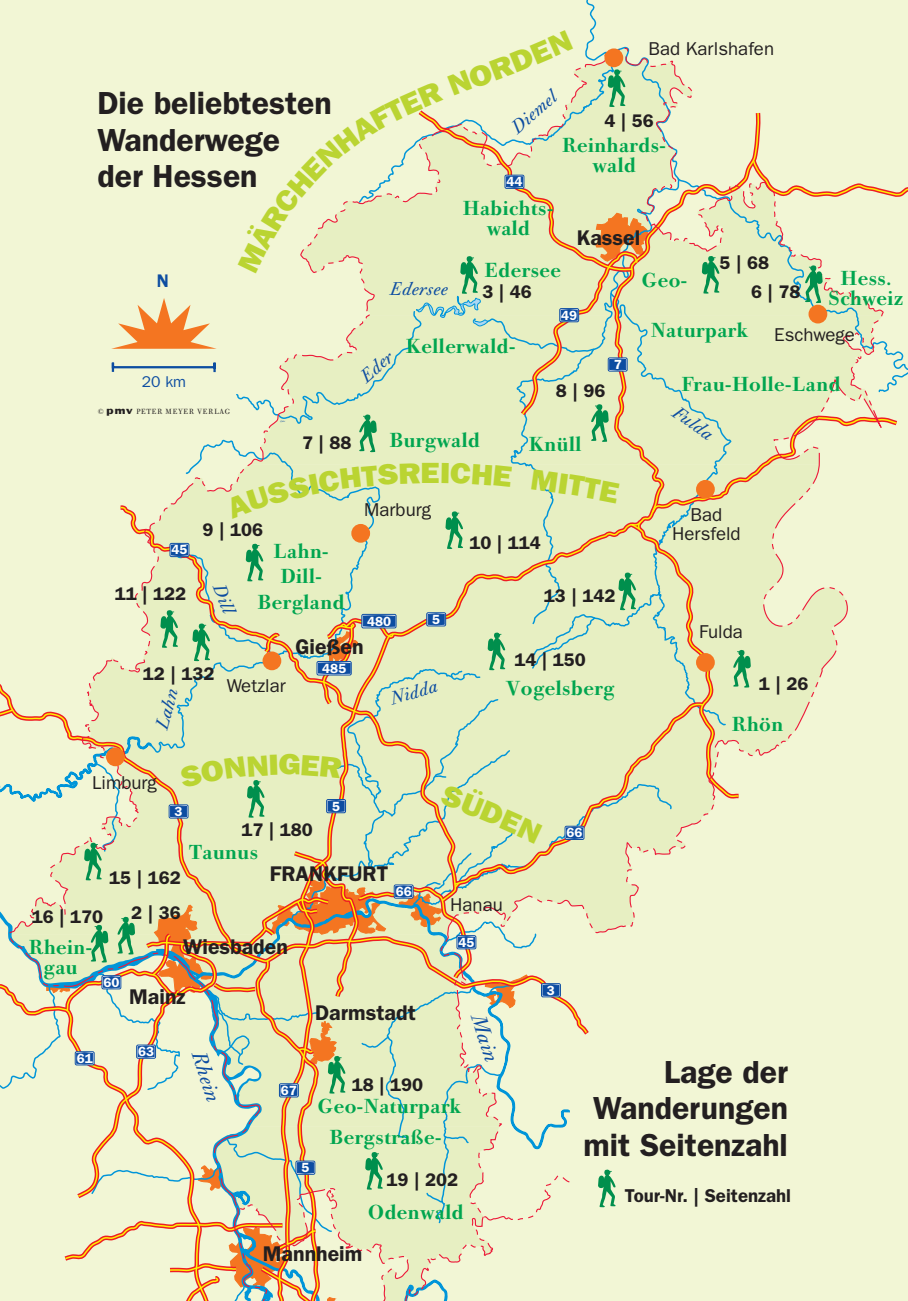 Die beliebtesten
Wanderwege
der Hessen
MÄRCHENHAFTER NORDEN
Bad Karlshafen
Diemel
4 | 56
Reinhards-
wald
44
Habichts-
wald
Kassel
Edersee
Edersee
3 | 46
Geo-
5 | 68
6 | 78
Hess.
Schweiz
N
20 km
© pmv PETER MEYER VERLAG
49
Naturpark
Eschwege
Kellerwald-
Eder
7
Frau-Holle-Land
8 | 96
Fulda
7 | 88
Burgwald
Knüll
AUSSICHTSREICHE MITTE
Marburg
Bad
Hersfeld
9 | 106
45
Lahn-
Dill-
Bergland
10 | 114
11 | 122
Dill
13 | 142
480
5
Gießen
485
12 | 132
Wetzlar
Lahn
Nidda
14 | 150
Vogelsberg
Fulda
1 | 26
Rhön
SONNIGER
SÜDEN
Limburg
3
5
17 | 180
Taunus
66
FRANKFURT
66
15 | 162
Hanau
16 | 170
2 | 36
Rhein-
gau
Wiesbaden
45
60
Mainz
3
Darmstadt
Main
61
63
Rhein
67
18 | 190
Geo-Naturpark
Bergstraße-
5
19 | 202
Odenwald
Mannheim
Lage der
Wanderungen
mit Seitenzahl
Tour-Nr. | Seitenzahl